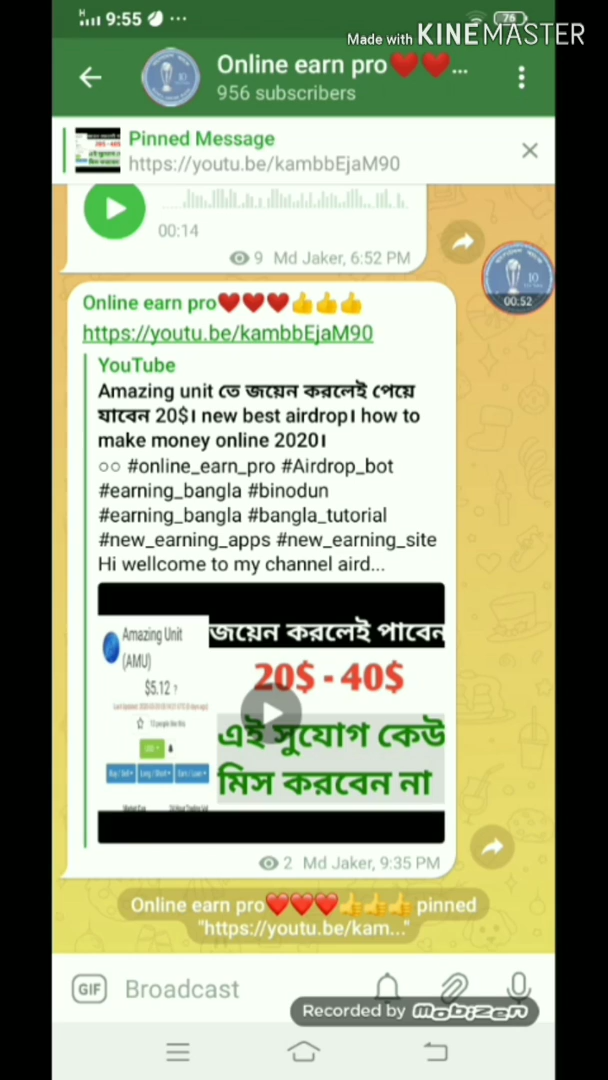 H 9:55
76
Made with KINEMASTER
Online earn pro❤️❤️...
956 subscribers
Pinned Message
https://youtu.be/kambbEjaM90
00:14
9 Md Jaker, 6:52 PM
10
00:52
Online earn pro❤️❤️❤️👍👍👍
https://youtu.be/kambbEjaM90
YouTube
Amazing unit তে জয়েন করলেই পেয়ে
যাবেন 20$। new best airdrop। how to
make money online 2020।
○○ #online_earn_pro #Airdrop_bot
#earning_bangla #binodun
#earning_bangla #bangla_tutorial
#new_earning_apps #new_earning_site
Hi wellcome to my channel aird...
Amazing Unit
(AMU)
$5.12 ?
জয়েন করলেই পাবেন
20$ - 40$
এই সুযোগ কেউ
মিস করবেন না
2 Md Jaker, 9:35 PM
Online earn pro❤️❤️❤️👍👍👍 pinned
"https://youtu.be/kam..."
GIF Broadcast
Recorded by Mobizen